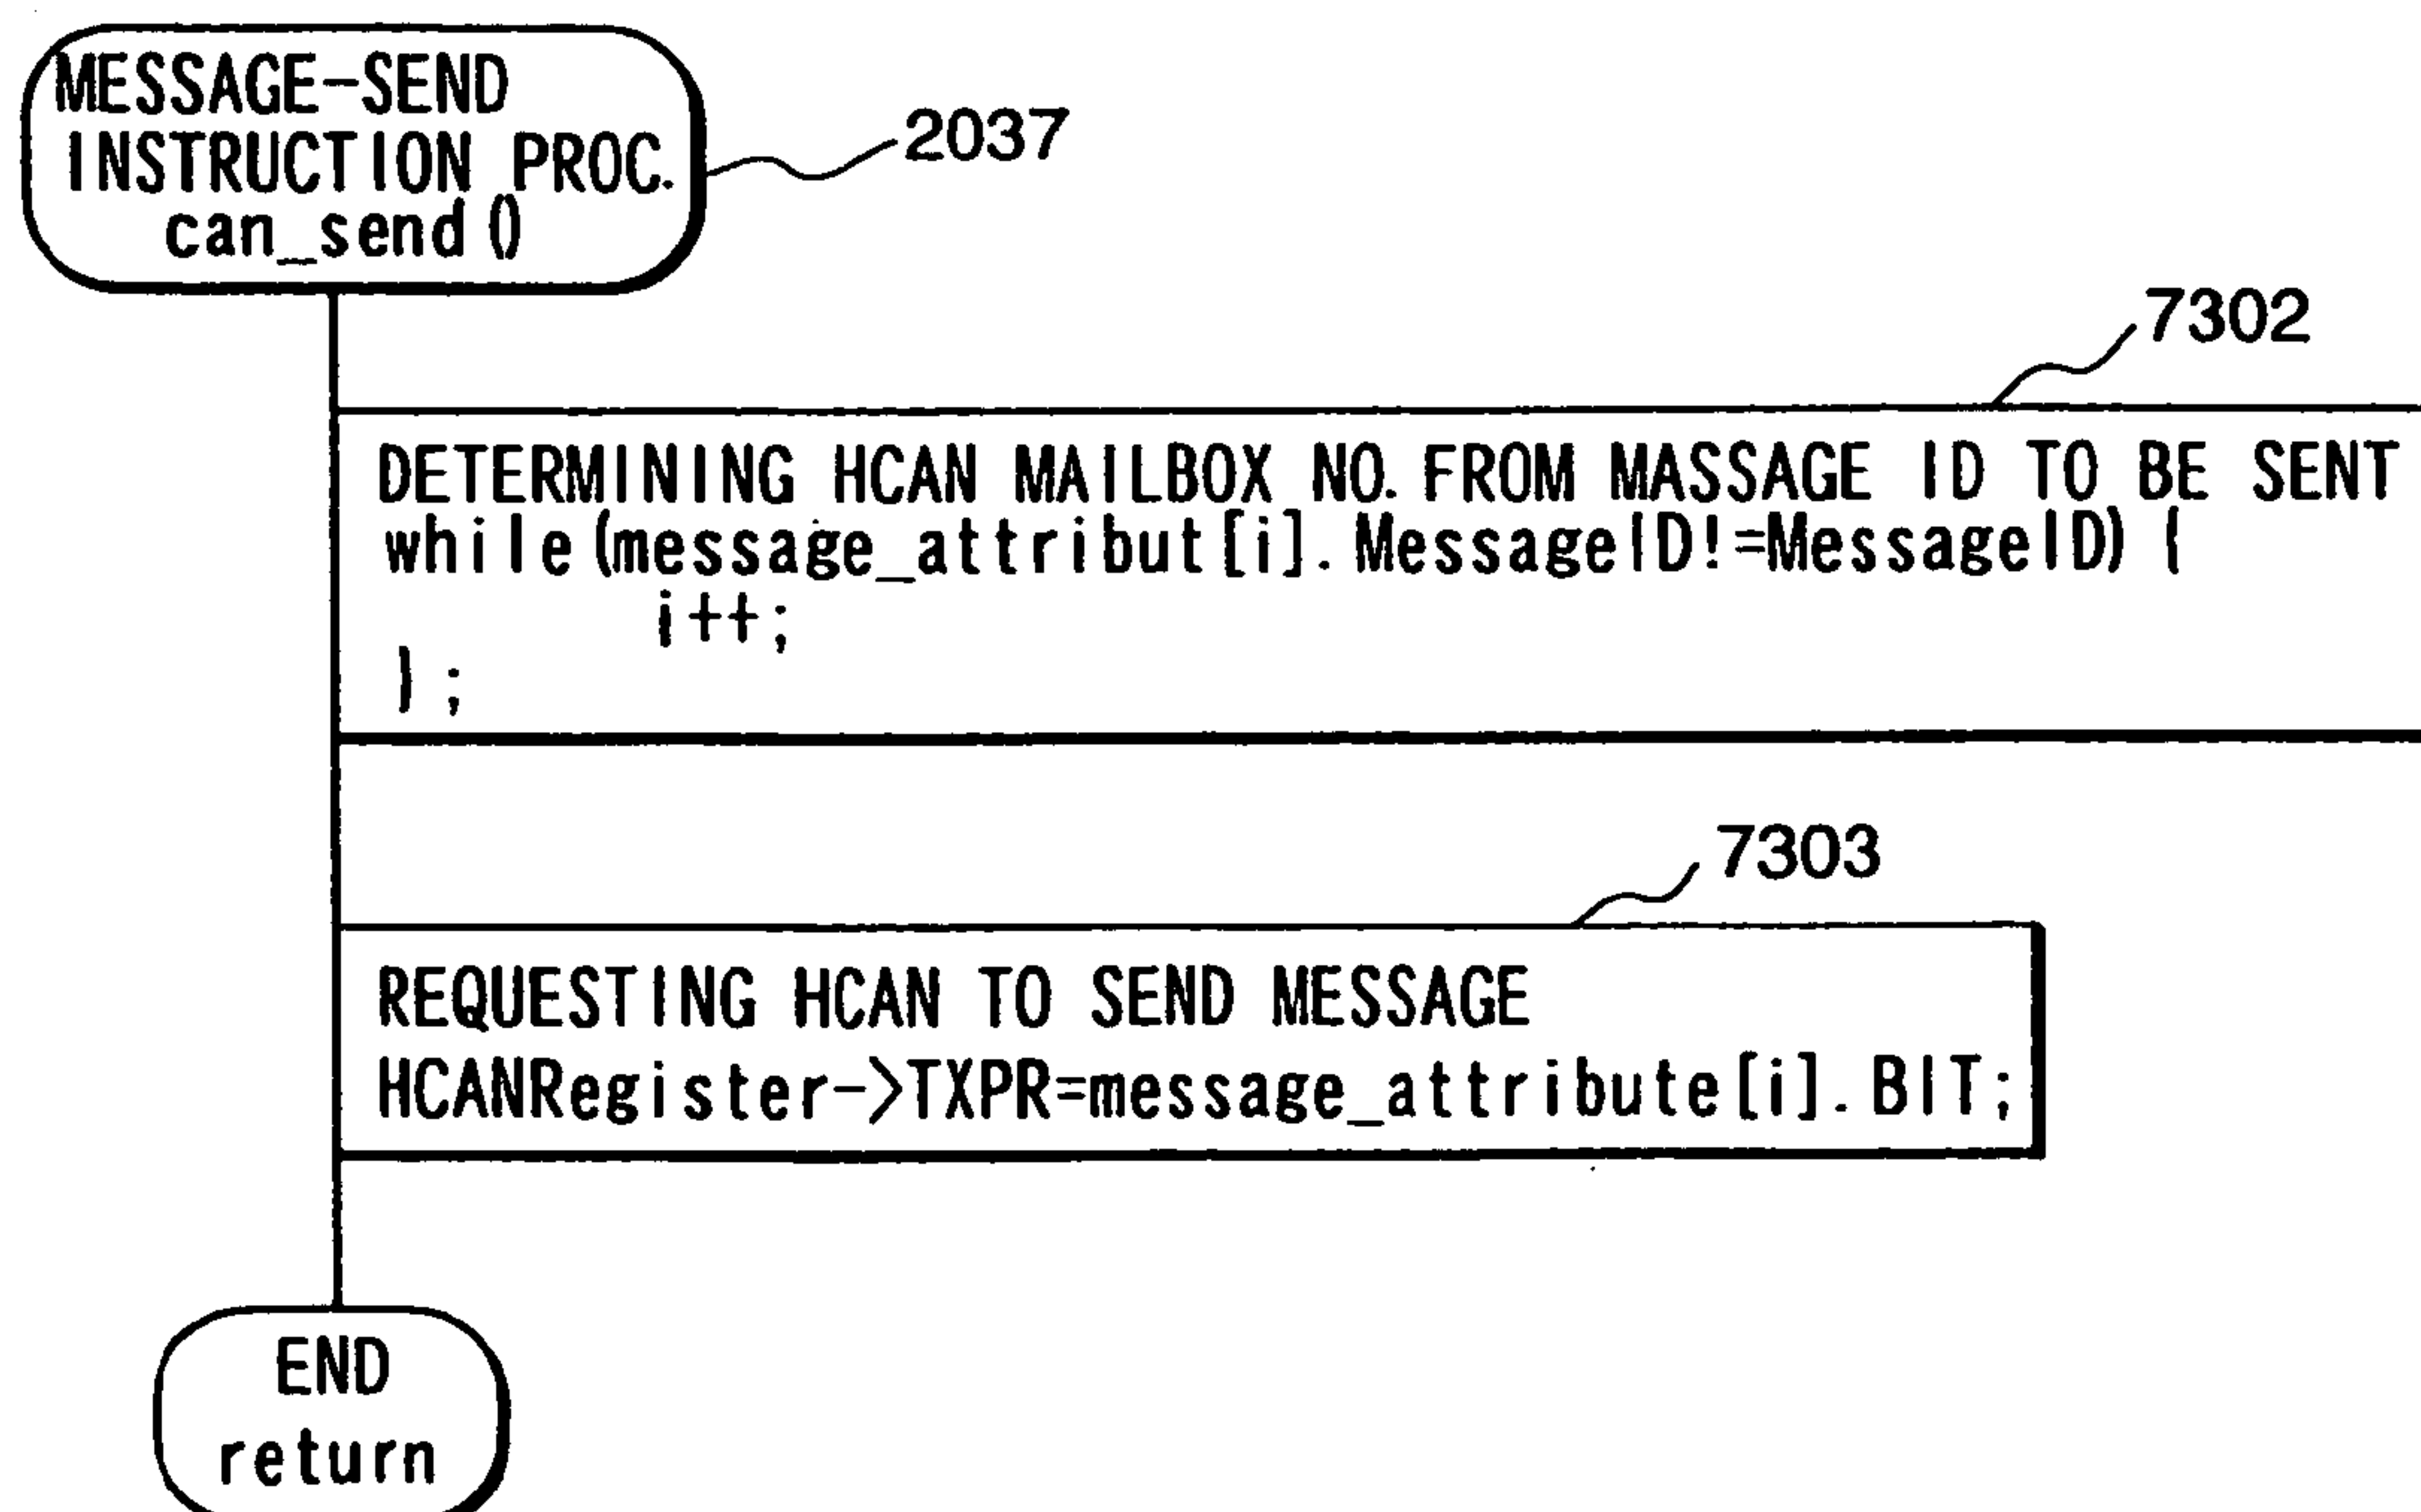 MESSAGE-SEND
INSTRUCTION PROC.
can_send()
2037
7302
DETERMINING HCAN MAILBOX NO. FROM MASSAGE ID TO BE SENT
while(message_attribut[i].MessageID!=MessageID) {
i++;
};
7303
REQUESTING HCAN TO SEND MESSAGE
HCANRegister->TXPR=message_attribute[i].BIT;
END
return